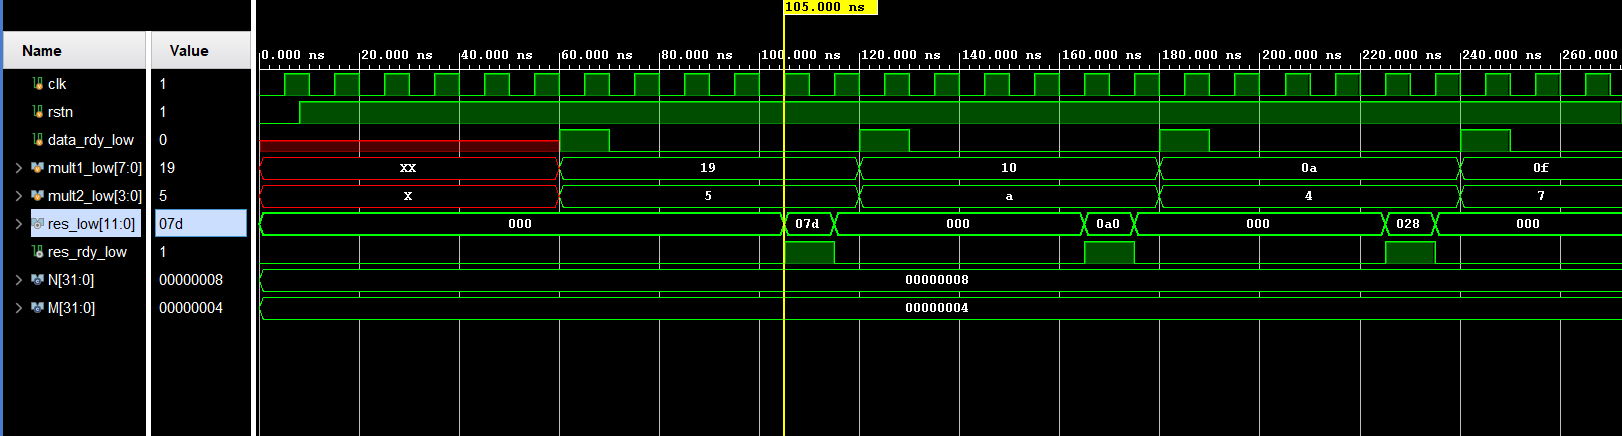 105.000 ns
Name Value
0.000 ns 20.000 ns 40.000 ns 60.000 ns 80.000 ns 100.000 ns 120.000 ns 140.000 ns 160.000 ns 180.000 ns 200.000 ns 220.000 ns 240.000 ns 260.000
clk 1
rstn 1
data_rdy_low 0
mult1_low[7:0] 19 XX 19 10 0a 0f
mult2_low[3:0] 5 X 5 a 4 7
res_low[11:0] 07d 000 07d 000 0a0 000 028 000
res_rdy_low 1
N[31:0] 00000008 00000008
M[31:0] 00000004 00000004